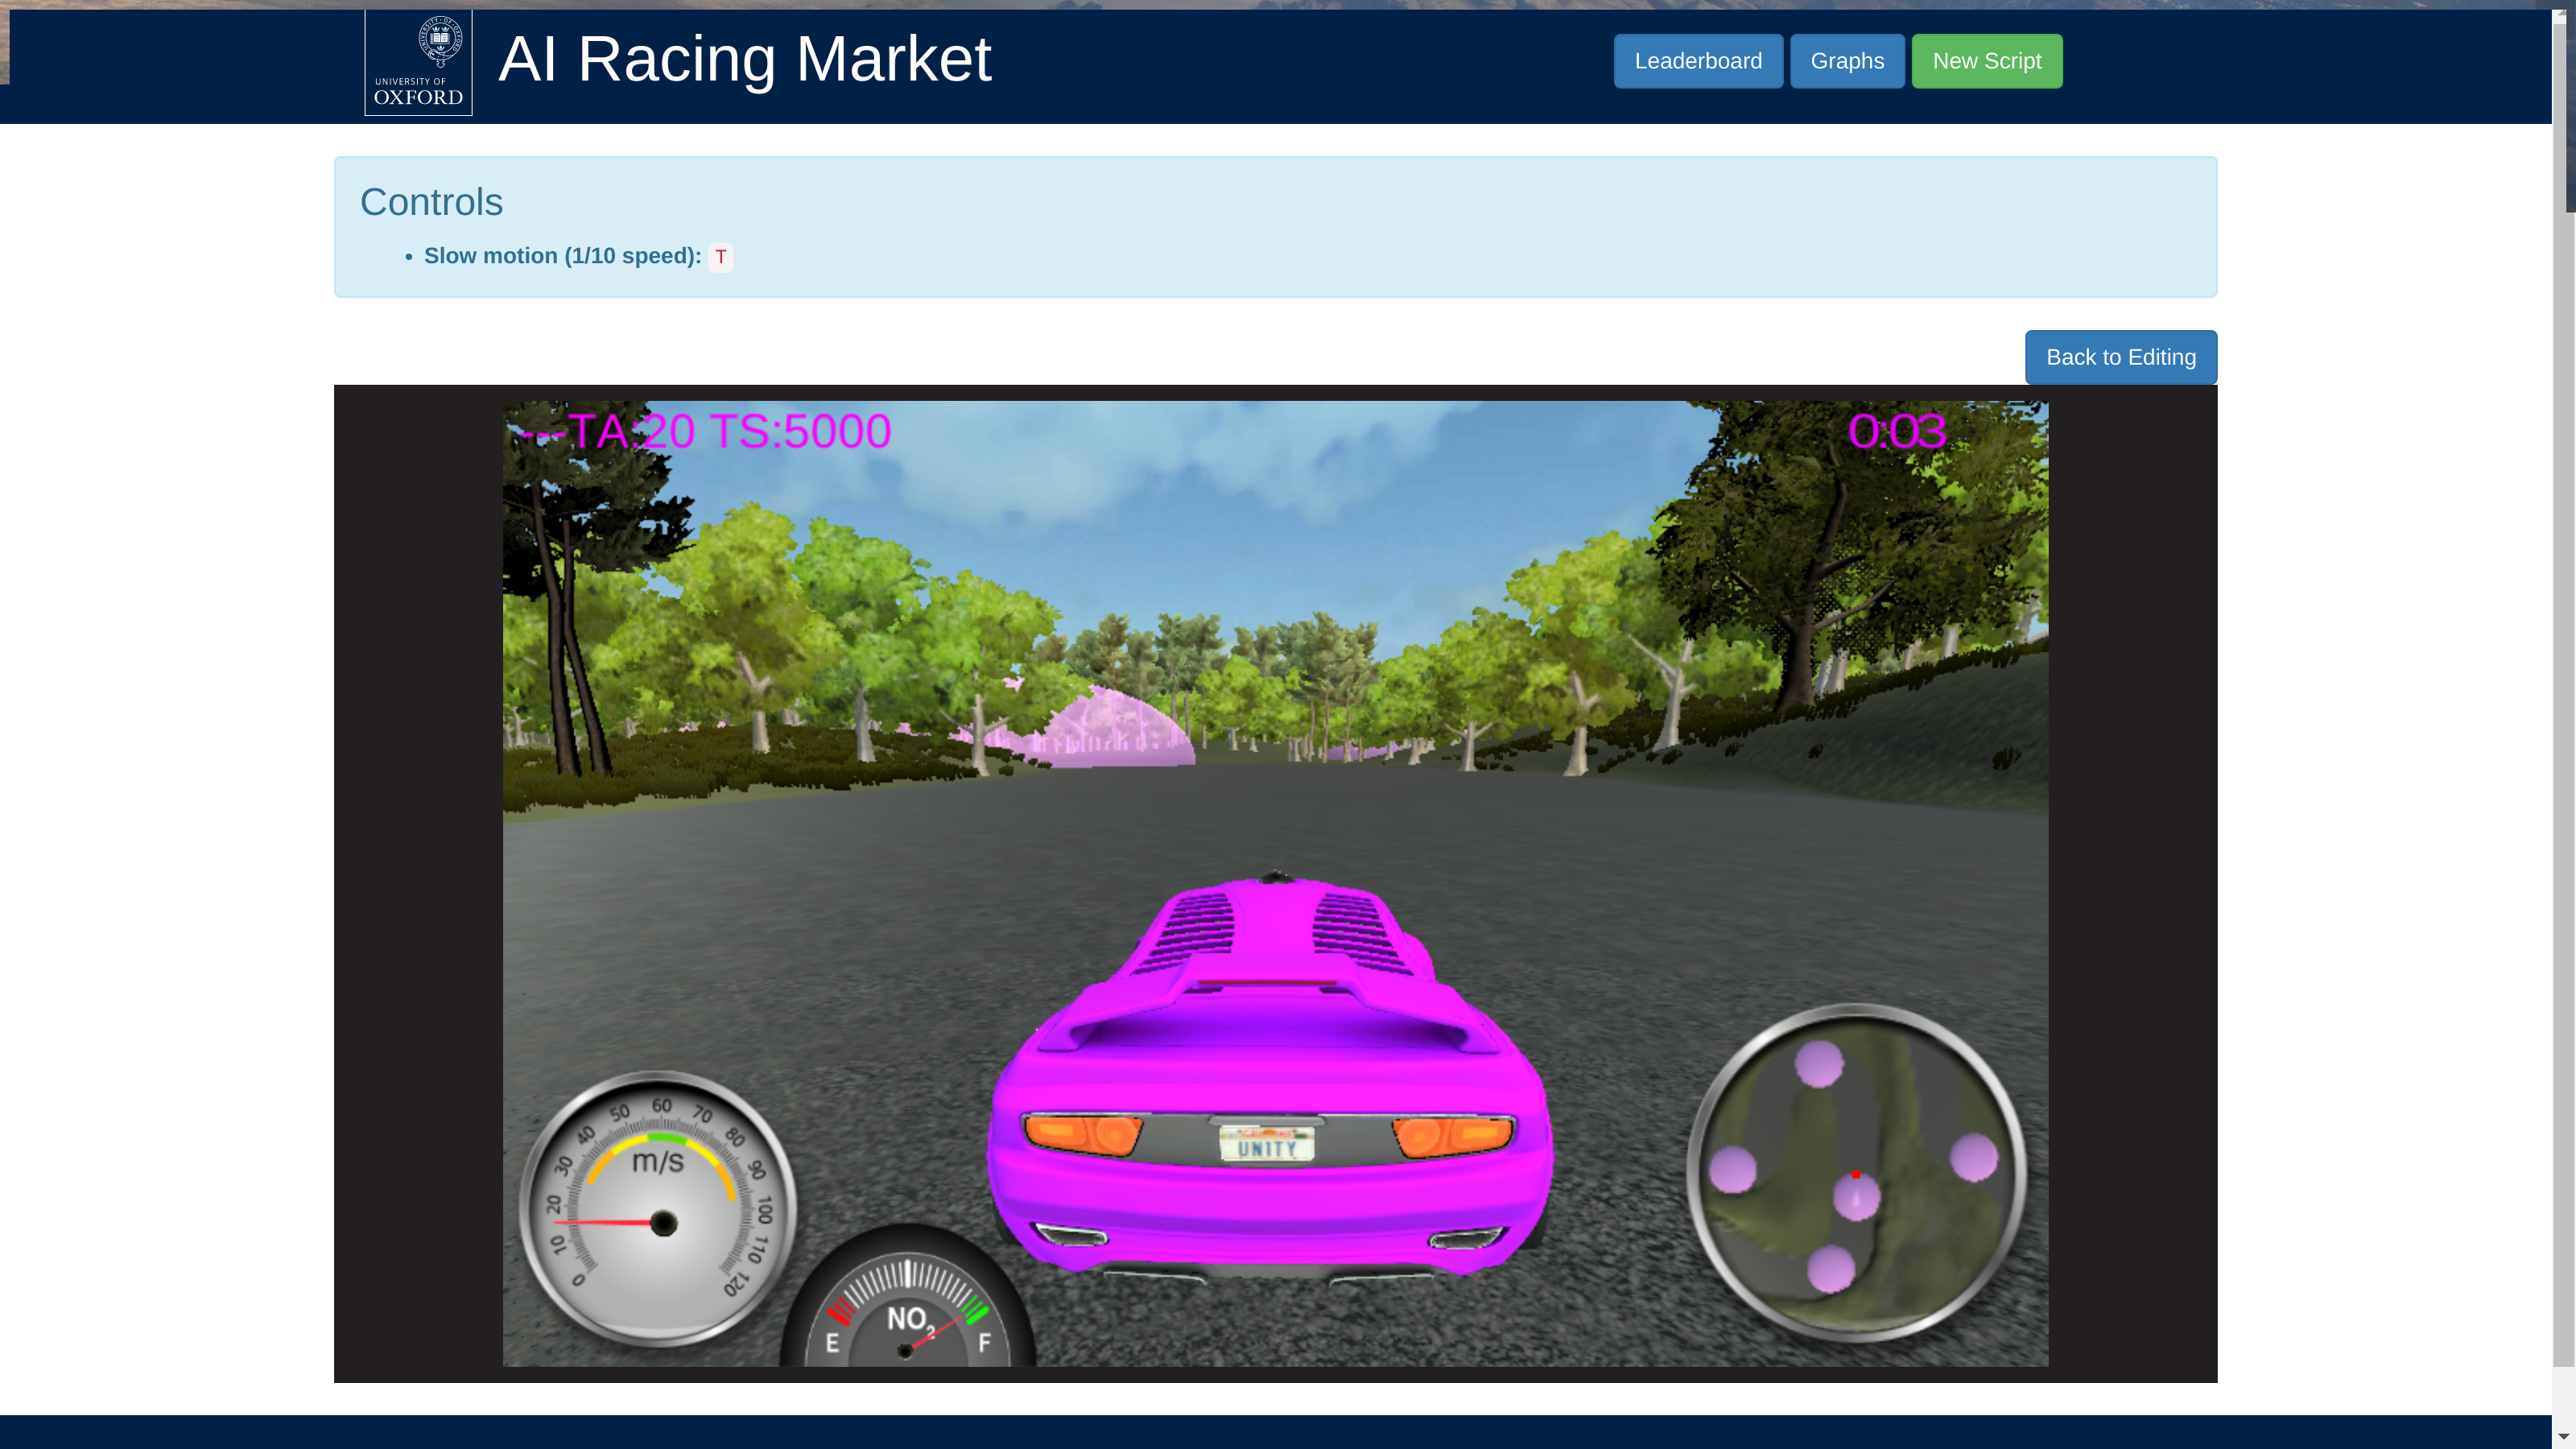 UNIVERSITY OF
OXFORD
AI Racing Market
Leaderboard
Graphs
New Script
Controls
• Slow motion (1/10 speed): T
Back to Editing
---TA:20 TS:5000
0:03
UNITY
0 10 20 30 40 50 60 70 80 90 100 110 120
m/s
NO2
E F